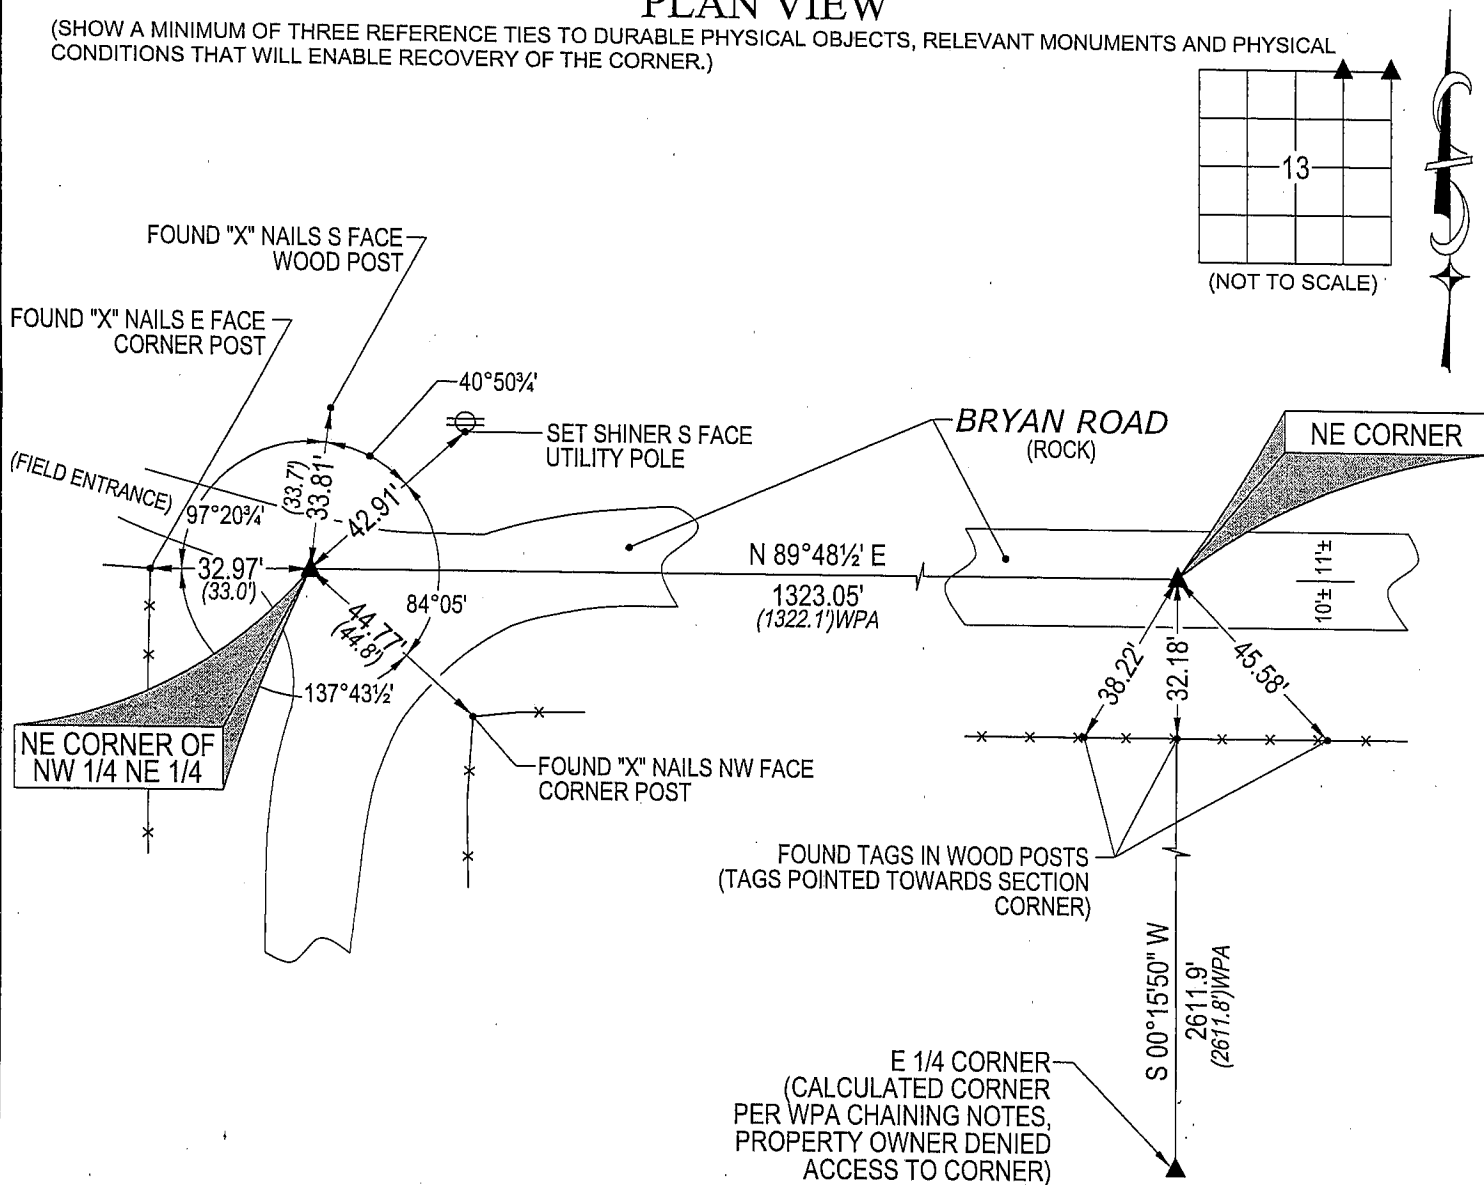 PLAN VIEW
(SHOW A MINIMUM OF THREE REFERENCE TIES TO DURABLE PHYSICAL OBJECTS, RELEVANT MONUMENTS AND PHYSICAL
CONDITIONS THAT WILL ENABLE RECOVERY OF THE CORNER.)
13
(NOT TO SCALE)
FOUND "X" NAILS S FACE
WOOD POST
FOUND "X" NAILS E FACE
CORNER POST
40°50¾'
SET SHINER S FACE
UTILITY POLE
BRYAN ROAD
(ROCK)
NE CORNER
(FIELD ENTRANCE)
97°20¾'
(33.7')
33.81'
42.91'
32.97'
(33.0')
44.77'
(44.8')
84°05'
137°43½'
N 89°48½' E
1323.05'
(1322.1')WPA
11'±
10'±
38.22'
32.18'
45.58'
NE CORNER OF
NW 1/4 NE 1/4
FOUND "X" NAILS NW FACE
CORNER POST
FOUND TAGS IN WOOD POSTS
(TAGS POINTED TOWARDS SECTION
CORNER)
S 00°15'50" W
2611.9'
(2611.8')WPA
E 1/4 CORNER
(CALCULATED CORNER
PER WPA CHAINING NOTES,
PROPERTY OWNER DENIED
ACCESS TO CORNER)